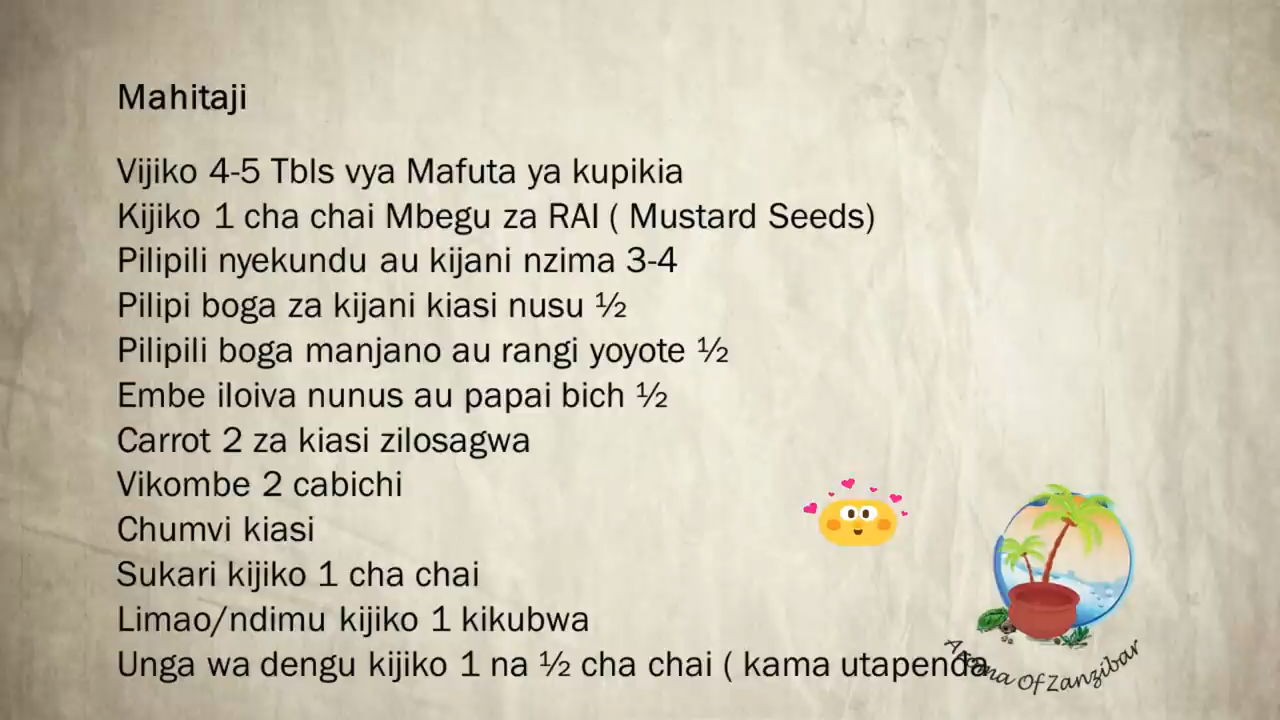 Mahitaji
Vijiko 4-5 Tbls vya Mafuta ya kupikia
Kijiko 1 cha chai Mbegu za RAI ( Mustard Seeds)
Pilipili nyekundu au kijani nzima 3-4
Pilipi boga za kijani kiasi nusu ½
Pilipili boga manjano au rangi yoyote ½
Embe iloiva nunus au papai bich ½
Carrot 2 za kiasi zilosagwa
Vikombe 2 cabichi
Chumvi kiasi
Sukari kijiko 1 cha chai
Limao/ndimu kijiko 1 kikubwa
Unga wa dengu kijiko 1 na ½ cha chai ( kama utapenda
Aroma Of Zanzibar